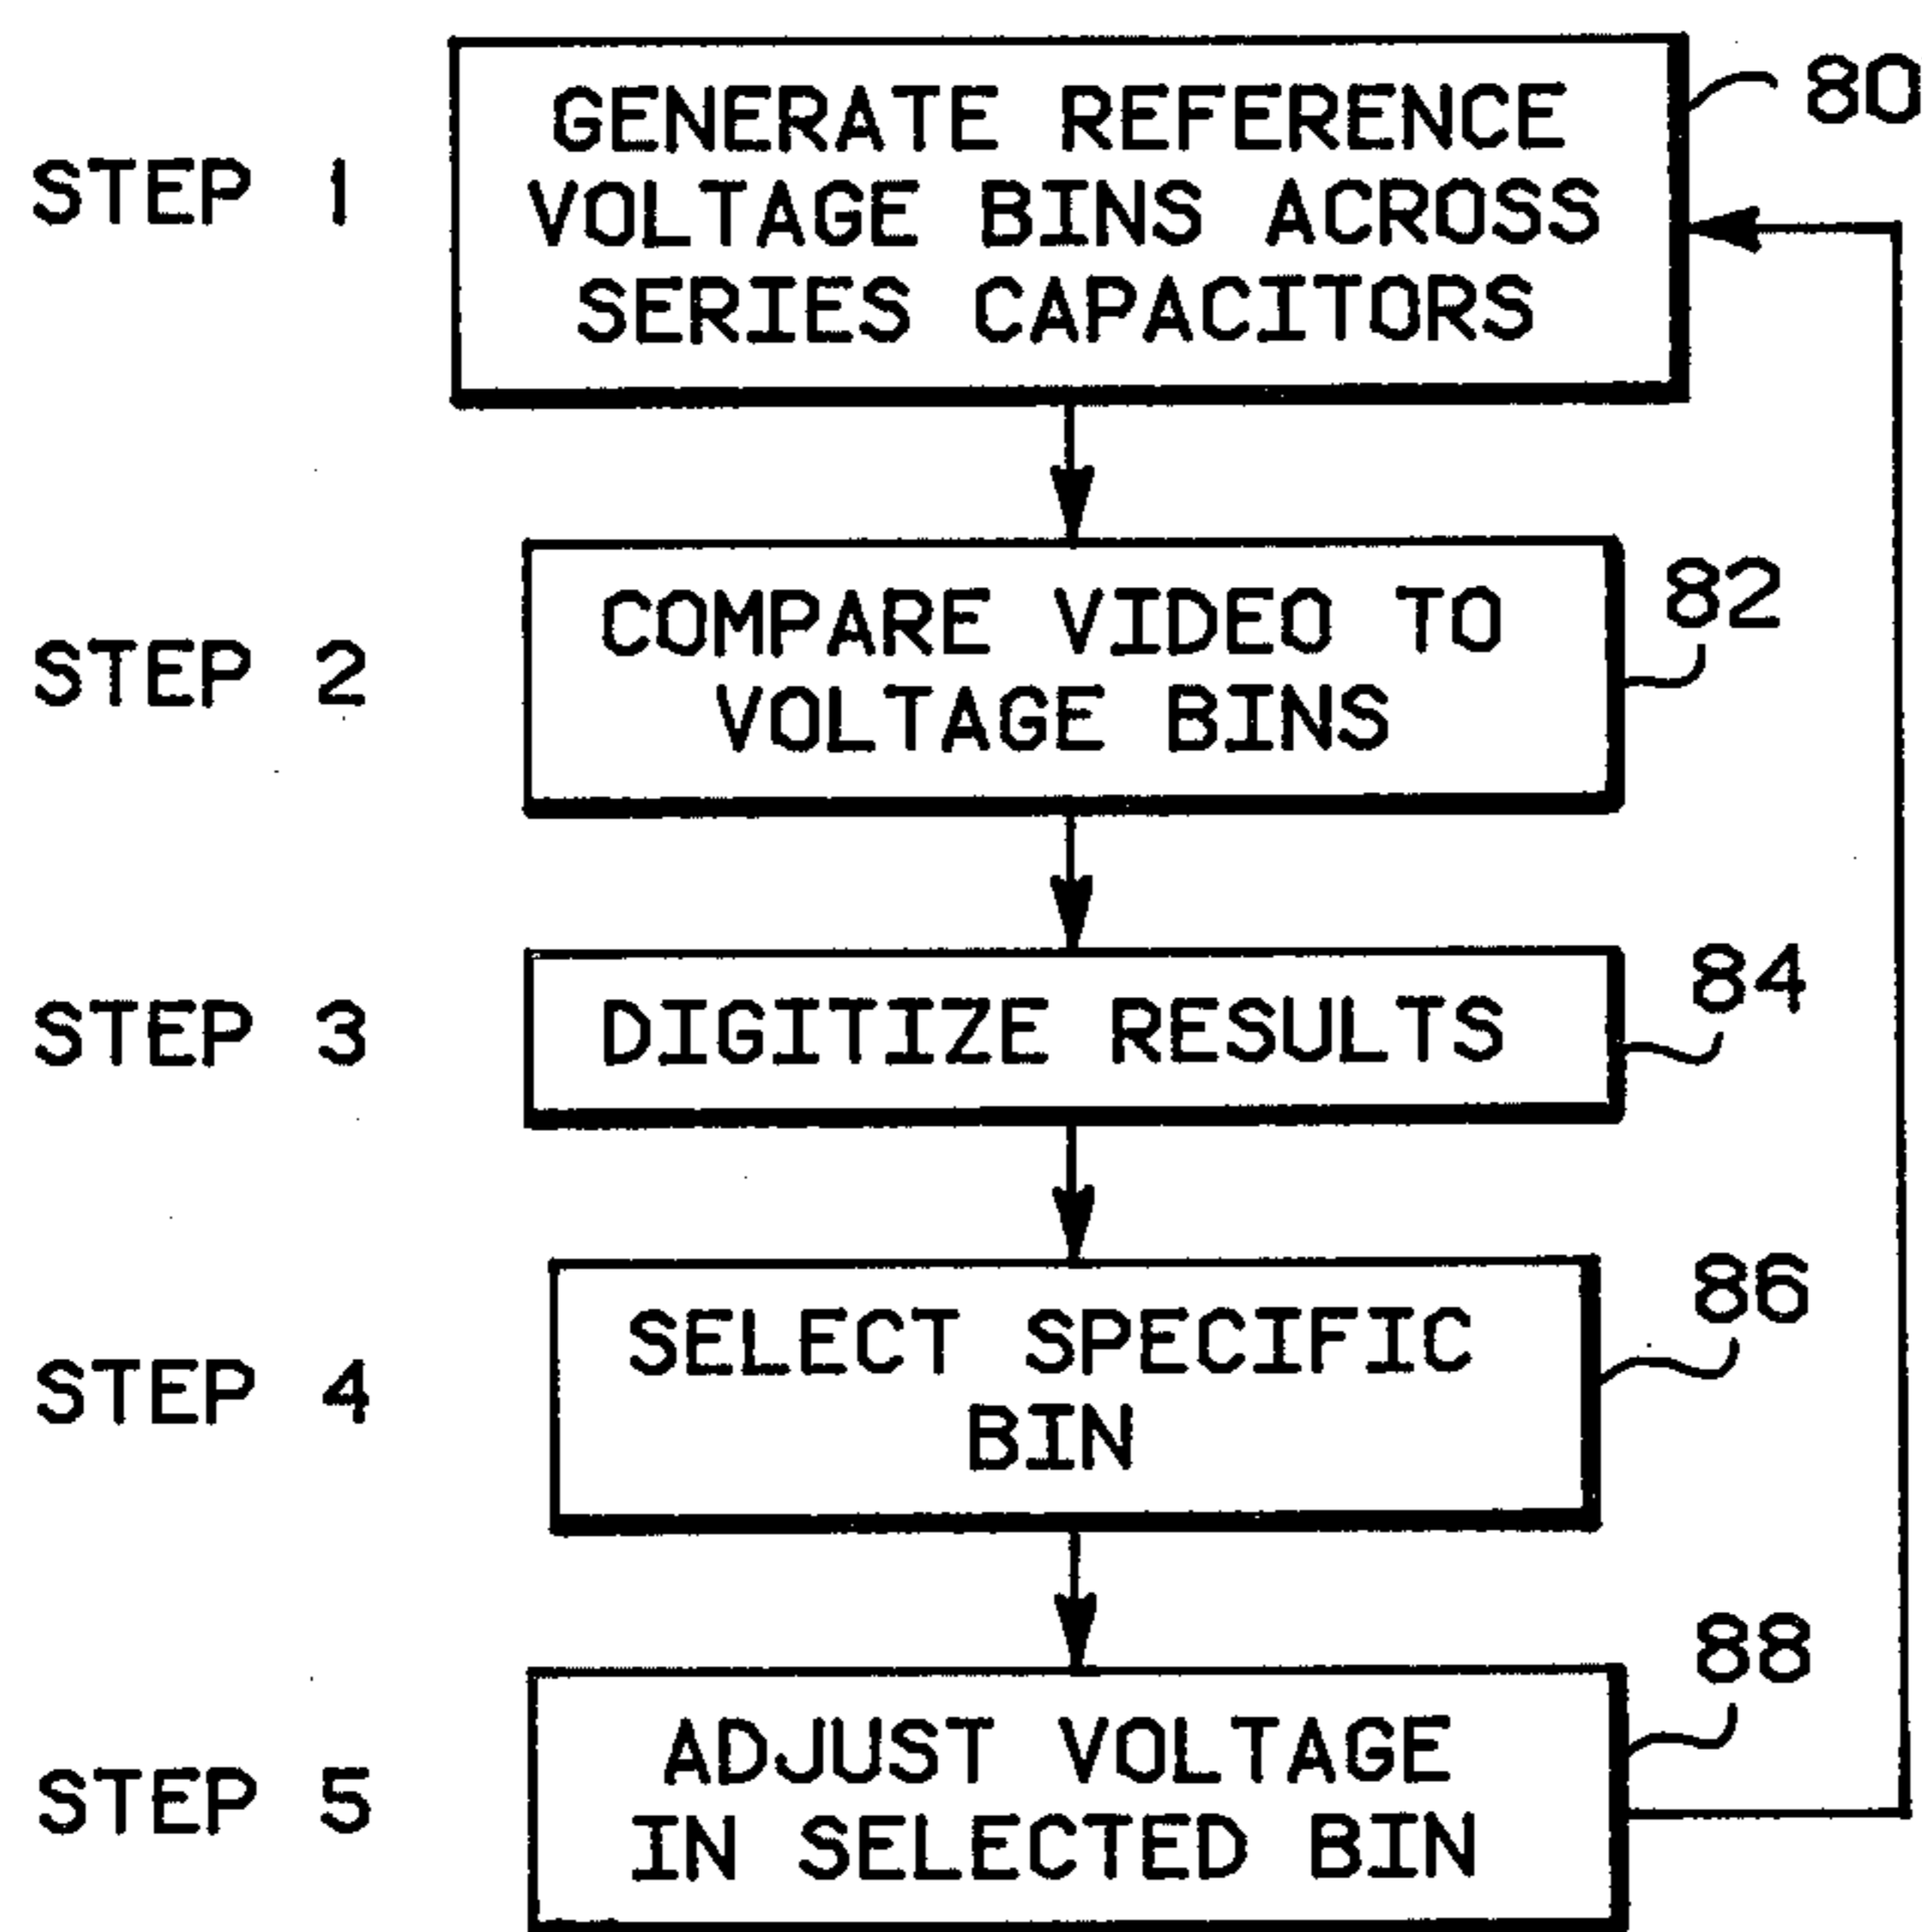 GENERATE REFERENCE
80
STEP 1
VOLTAGE BINS ACROSS
SERIES CAPACITORS
COMPARE VIDEO TO
82
STEP 2
VOLTAGE BINS
84
STEP 3
DIGITIZE RESULTS
86
SELECT SPECIFIC
STEP 4
BIN
88
ADJUST VOLTAGE
STEP 5
IN SELECTED BIN